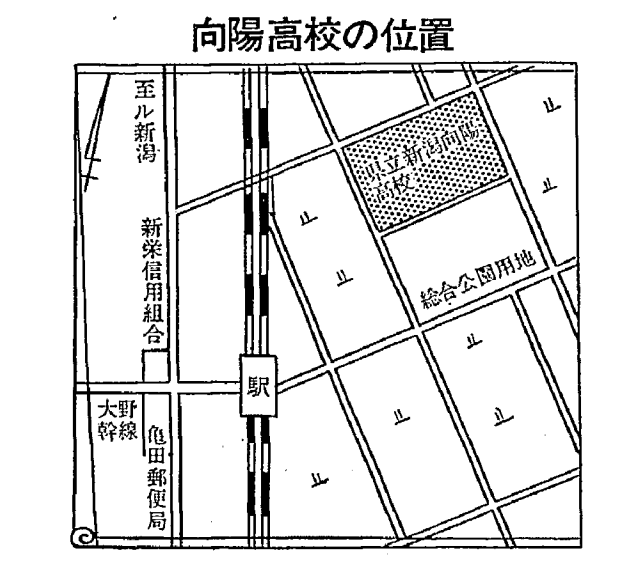 向陽高校の位置
至ル新潟
県立新潟向陽
高校
新栄信用組合
総合公園用地
駅
大野
幹線
亀田郵便局